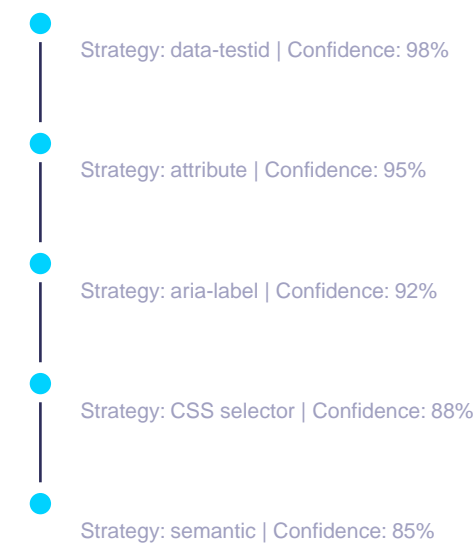 Strategy: data-testid | Confidence: 98%
Strategy: attribute | Confidence: 95%
Strategy: aria-label | Confidence: 92%
Strategy: CSS selector | Confidence: 88%
Strategy: semantic | Confidence: 85%